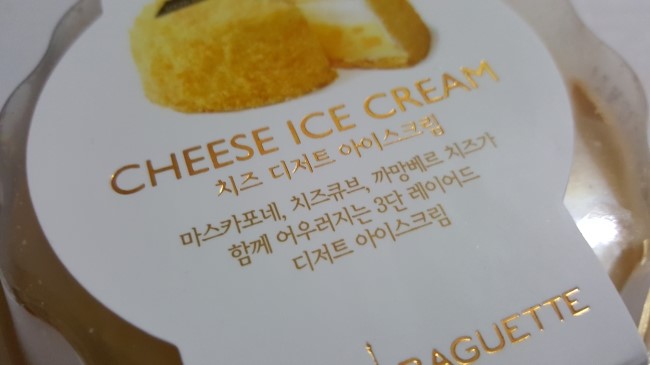 CHEESE ICE CREAM
치즈 디저트 아이스크림
마스카포네, 치즈큐브, 까망베르 치즈가
함께 어우러지는 3단 레이어드
디저트 아이스크림
BAGUETTE